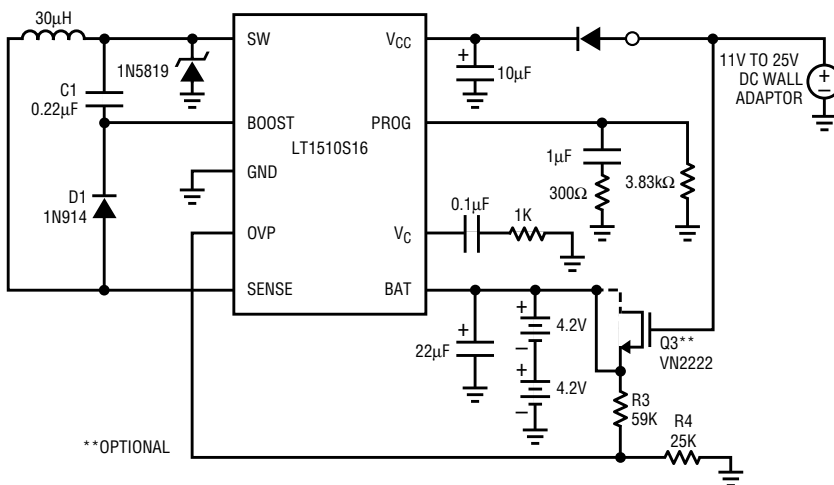 30µH
SW
VCC
11V TO 25V
DC WALL
ADAPTOR
+
−
+
10µF
1N5819
C1
0.22µF
BOOST
PROG
LT1510S16
GND
1µF
300Ω
3.83kΩ
D1
1N914
0.1µF
1K
OVP
VC
SENSE
BAT
+
22µF
+
4.2V
−
+
4.2V
−
Q3**
VN2222
R3
59K
R4
25K
**OPTIONAL